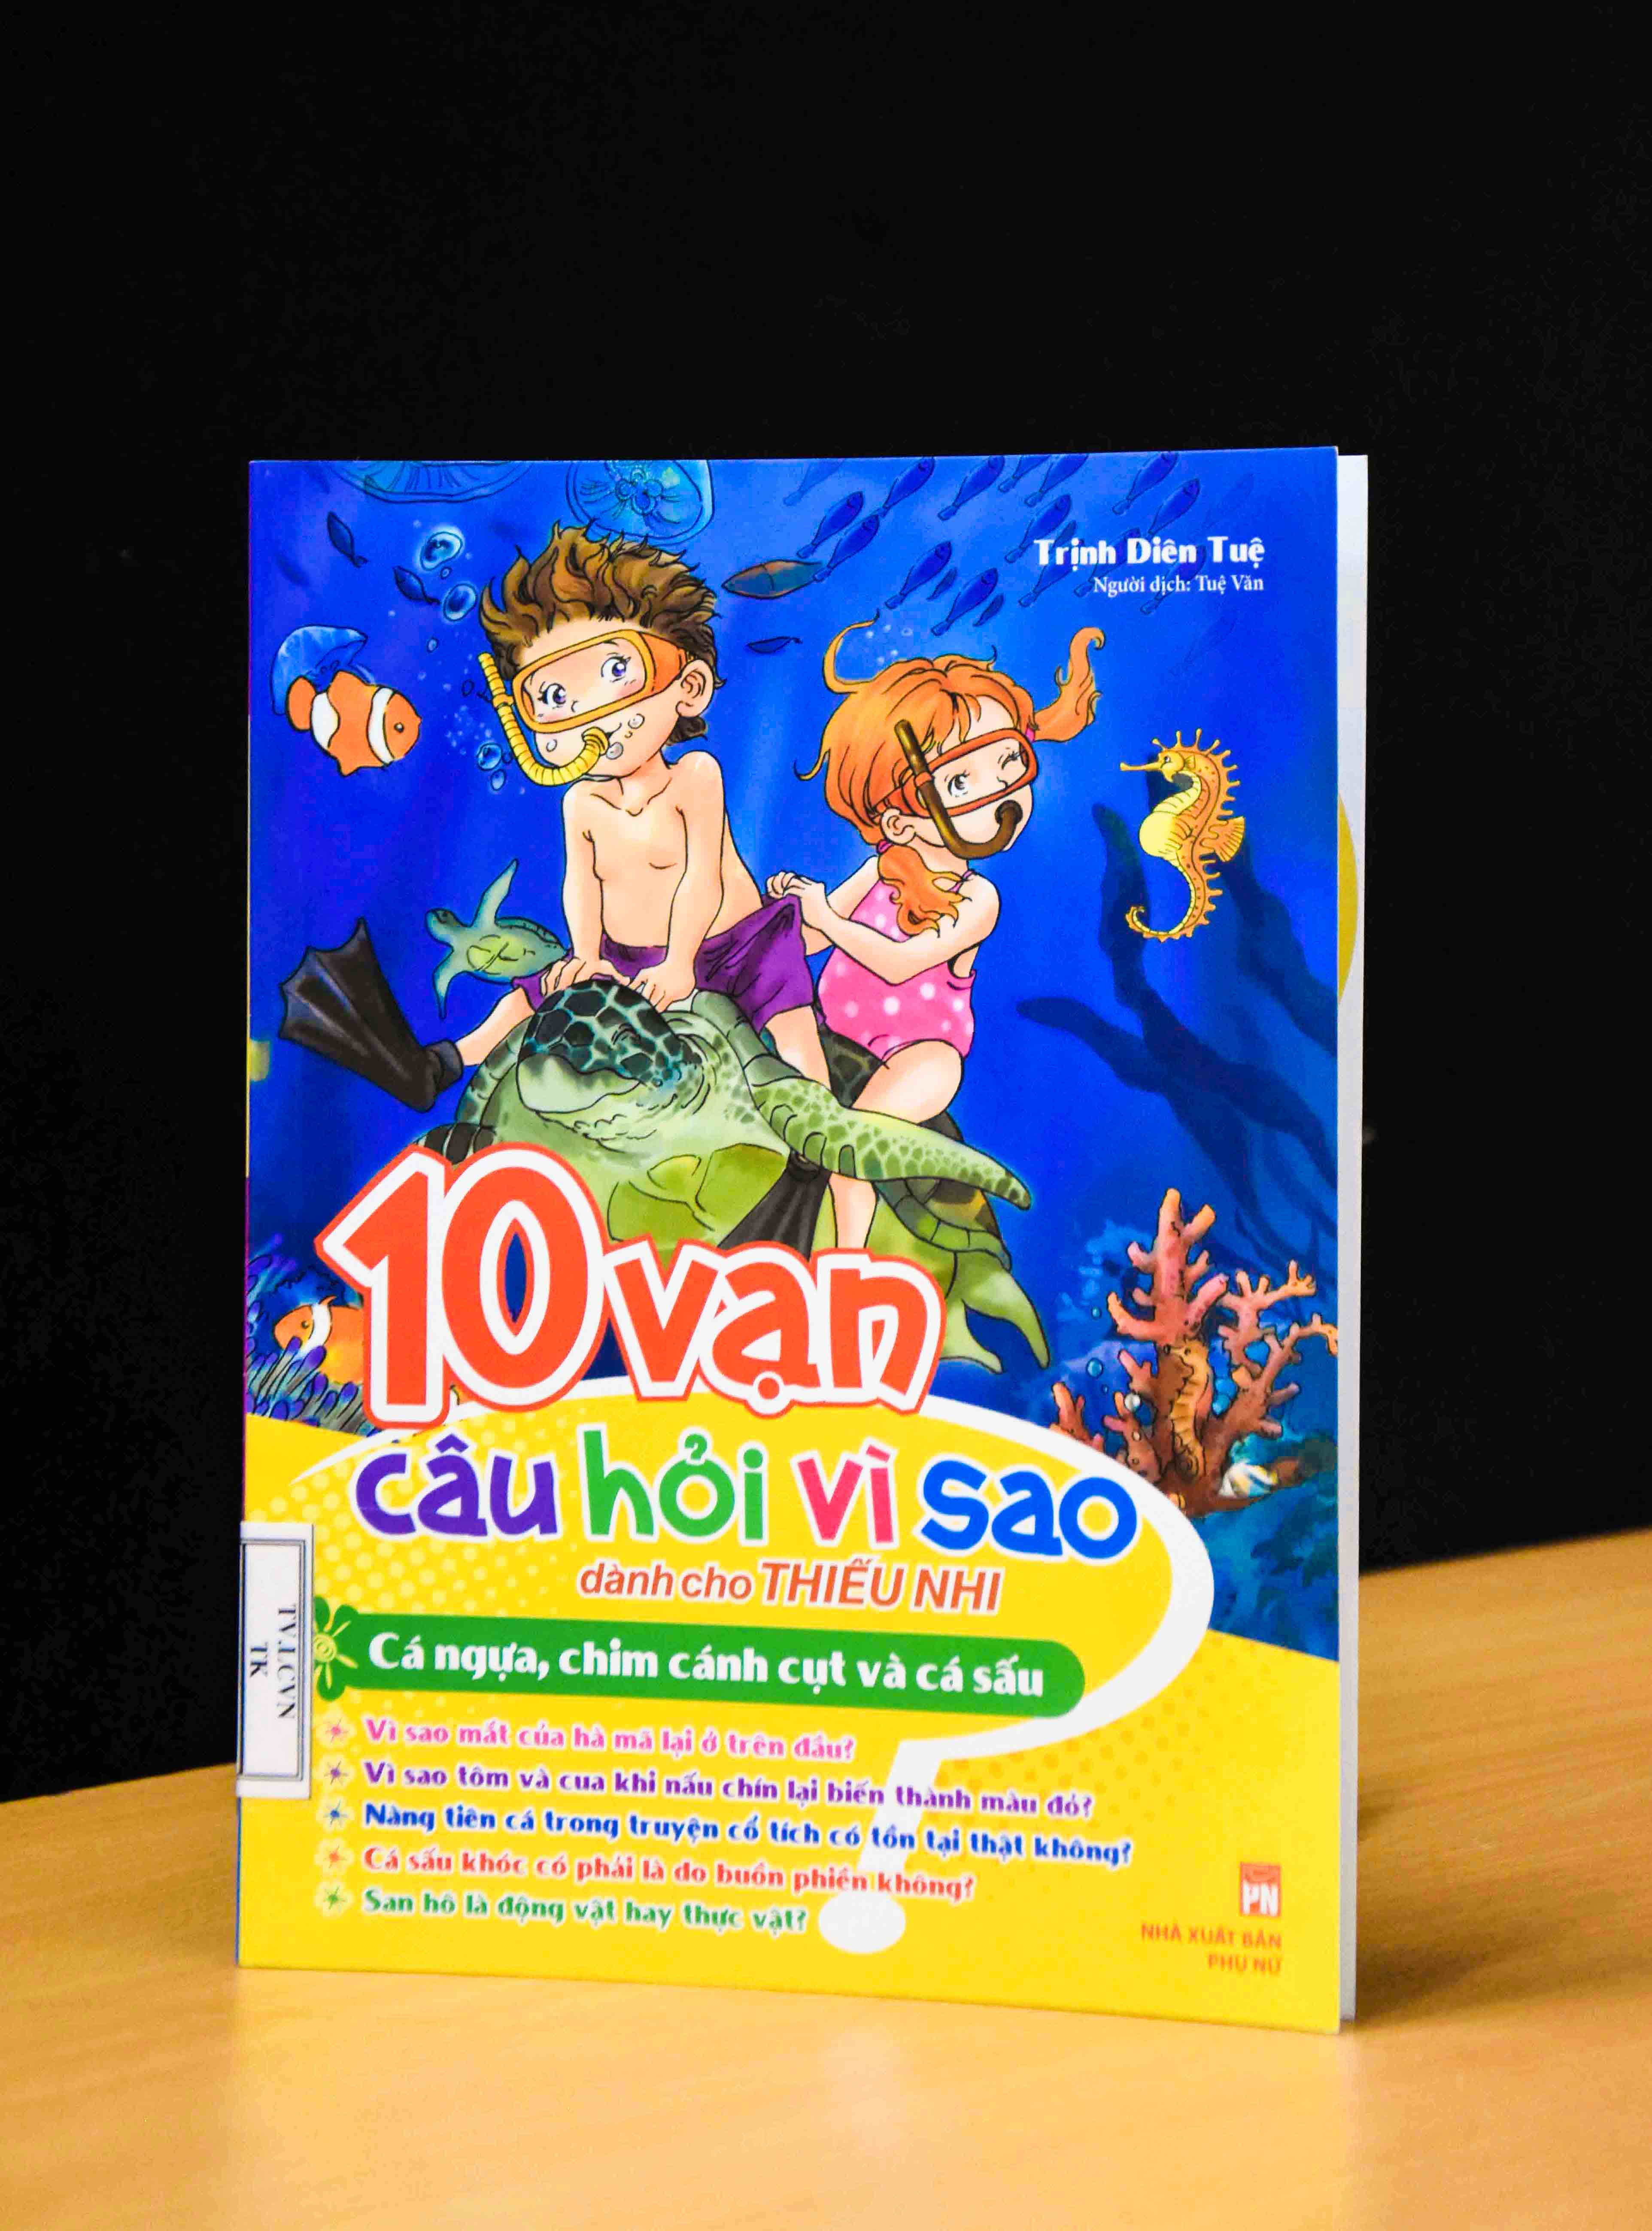 Trịnh Diên Tuệ
Người dịch: Tuệ Văn
10 vạn
câu hỏi vì sao
dành cho THIẾU NHI
Cá ngựa, chim cánh cụt và cá sấu
Vì sao mắt của hà mã lại ở trên đầu?
Vì sao tôm và cua khi nấu chín lại biến thành màu đỏ?
Nàng tiên cá trong truyện cổ tích có tồn tại thật không?
Cá sấu khóc có phải là do buồn phiền không?
San hô là động vật hay thực vật?
TV.LCVN
TK
PN
NHÀ XUẤT BẢN
PHỤ NỮ